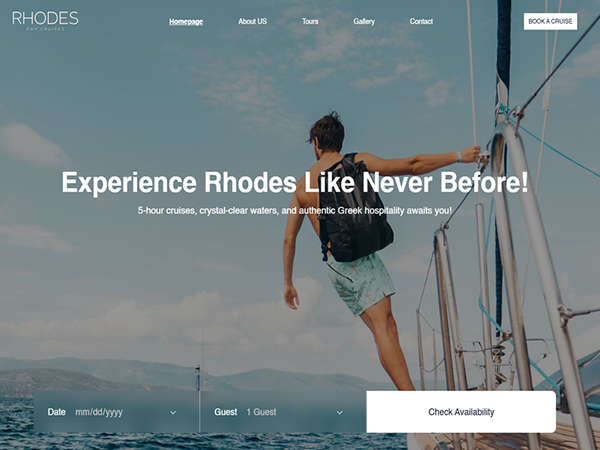 RHODES
DAY CRUISES
Homepage
About US
Tours
Gallery
Contact
BOOK A CRUISE
Experience Rhodes Like Never Before!
5-hour cruises, crystal-clear waters, and authentic Greek hospitality awaits you!
Date mm/dd/yyyy
Guest 1 Guest
Check Availability